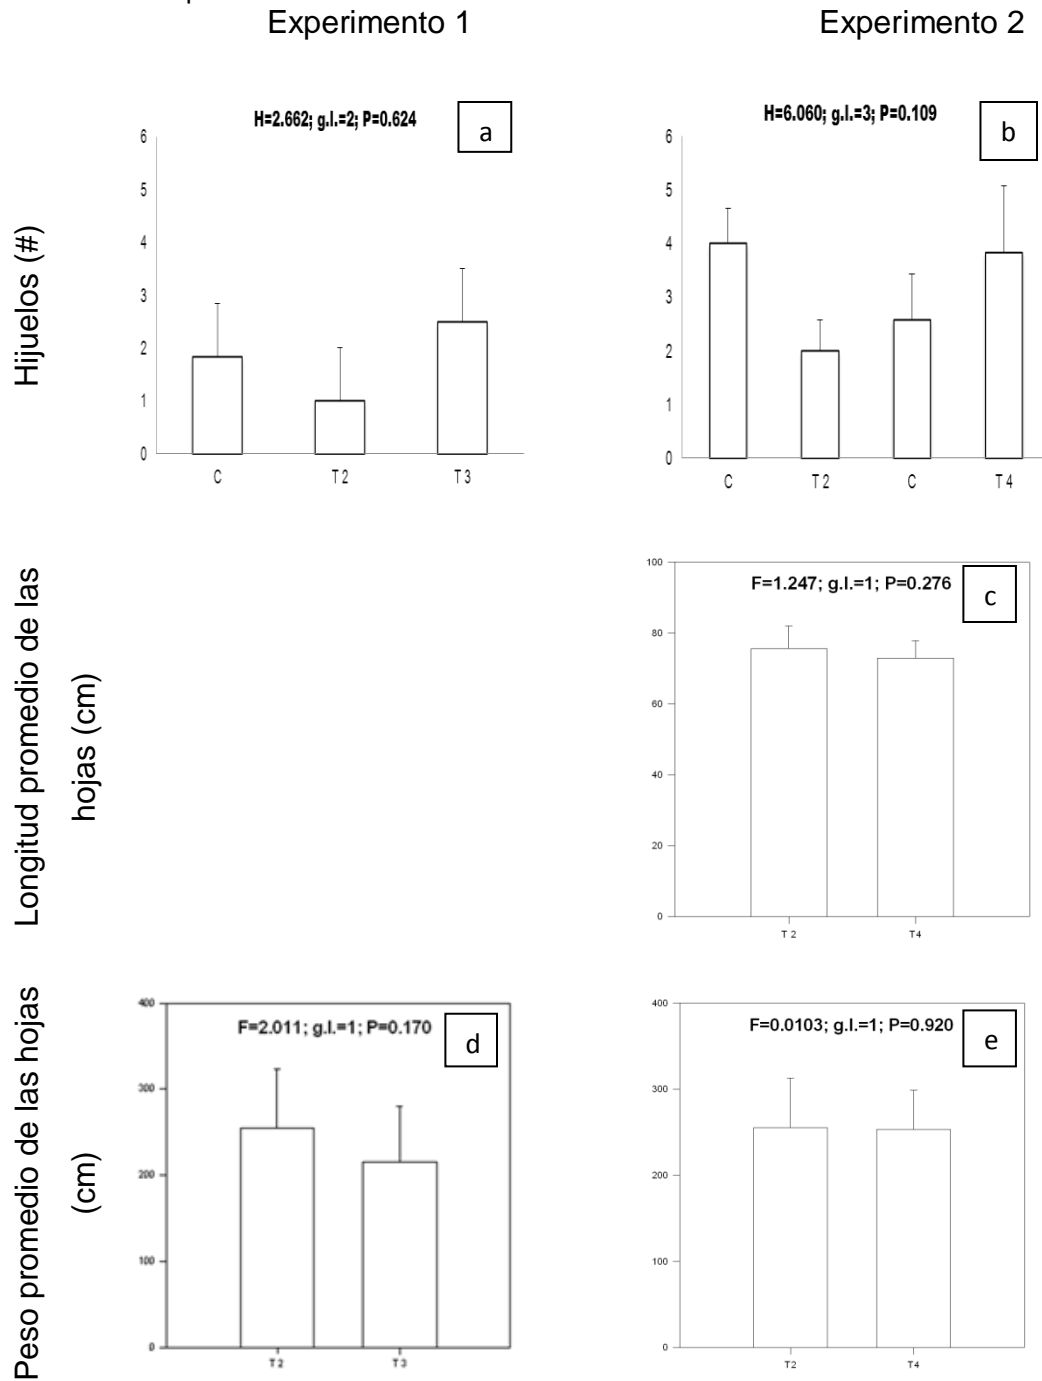 Experimento 1
Experimento 2
Hijuelos (#)
H=2.662; g.l.=2; P=0.624
a
6
5
4
3
2
1
0
C T2 T3
H=6.060; g.l.=3; P=0.109
b
6
5
4
3
2
1
0
C T2 C T4
Longitud promedio de las
hojas (cm)
F=1.247; g.l.=1; P=0.276
c
100
80
60
40
20
0
T 2 T4
Peso promedio de las hojas
(cm)
F=2.011; g.l.=1; P=0.170
d
400
300
200
100
0
T2 T3
F=0.0103; g.l.=1; P=0.920
e
400
300
200
100
0
T2 T4